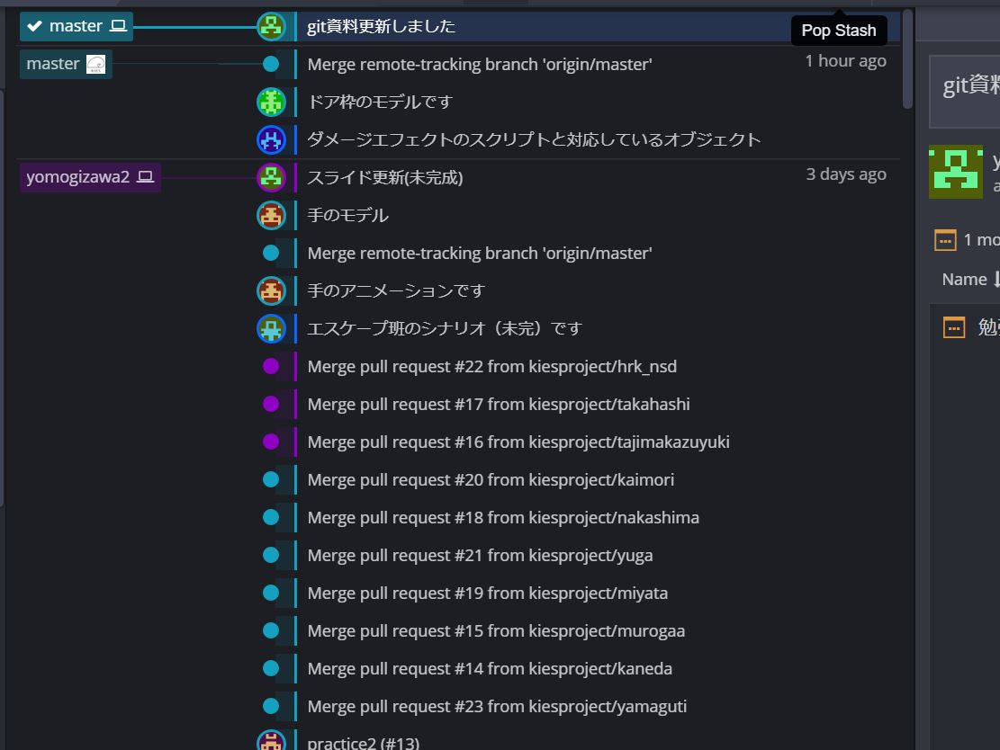 master
git資料更新しました
Pop Stash
master
Merge remote-tracking branch 'origin/master'
1 hour ago
git資料
ドア枠のモデルです
ダメージエフェクトのスクリプトと対応しているオブジェクト
yomogizawa2
スライド更新(未完成)
3 days ago
y
a
手のモデル
1 mo
Merge remote-tracking branch 'origin/master'
Name
手のアニメーションです
エスケープ班のシナリオ（未完）です
勉強
Merge pull request #22 from kiesproject/hrk_nsd
Merge pull request #17 from kiesproject/takahashi
Merge pull request #16 from kiesproject/tajimakazuyuki
Merge pull request #20 from kiesproject/kaimori
Merge pull request #18 from kiesproject/nakashima
Merge pull request #21 from kiesproject/yuga
Merge pull request #19 from kiesproject/miyata
Merge pull request #15 from kiesproject/murogaa
Merge pull request #14 from kiesproject/kaneda
Merge pull request #23 from kiesproject/yamaguti
practice2 (#13)